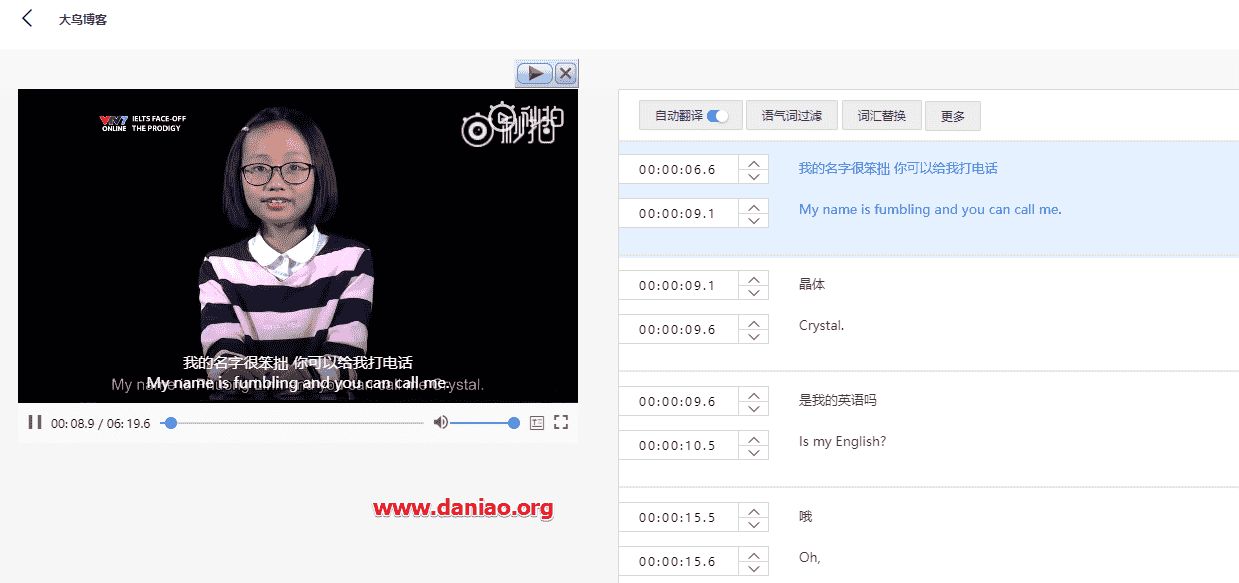 大鸟博客
VTV7 IELTS FACE-OFF
ONLINE THE PRODIGY
秒拍
我的名字很笨拙 你可以给我打电话
My name is fumbling and you can call me.
00:08.9 / 06:19.6
www.daniao.org
自动翻译
语气词过滤
词汇替换
更多
00:00:06.6
我的名字很笨拙 你可以给我打电话
00:00:09.1
My name is fumbling and you can call me.
00:00:09.1
晶体
00:00:09.6
Crystal.
00:00:09.6
是我的英语吗
00:00:10.5
Is my English?
00:00:15.5
哦
00:00:15.6
Oh,